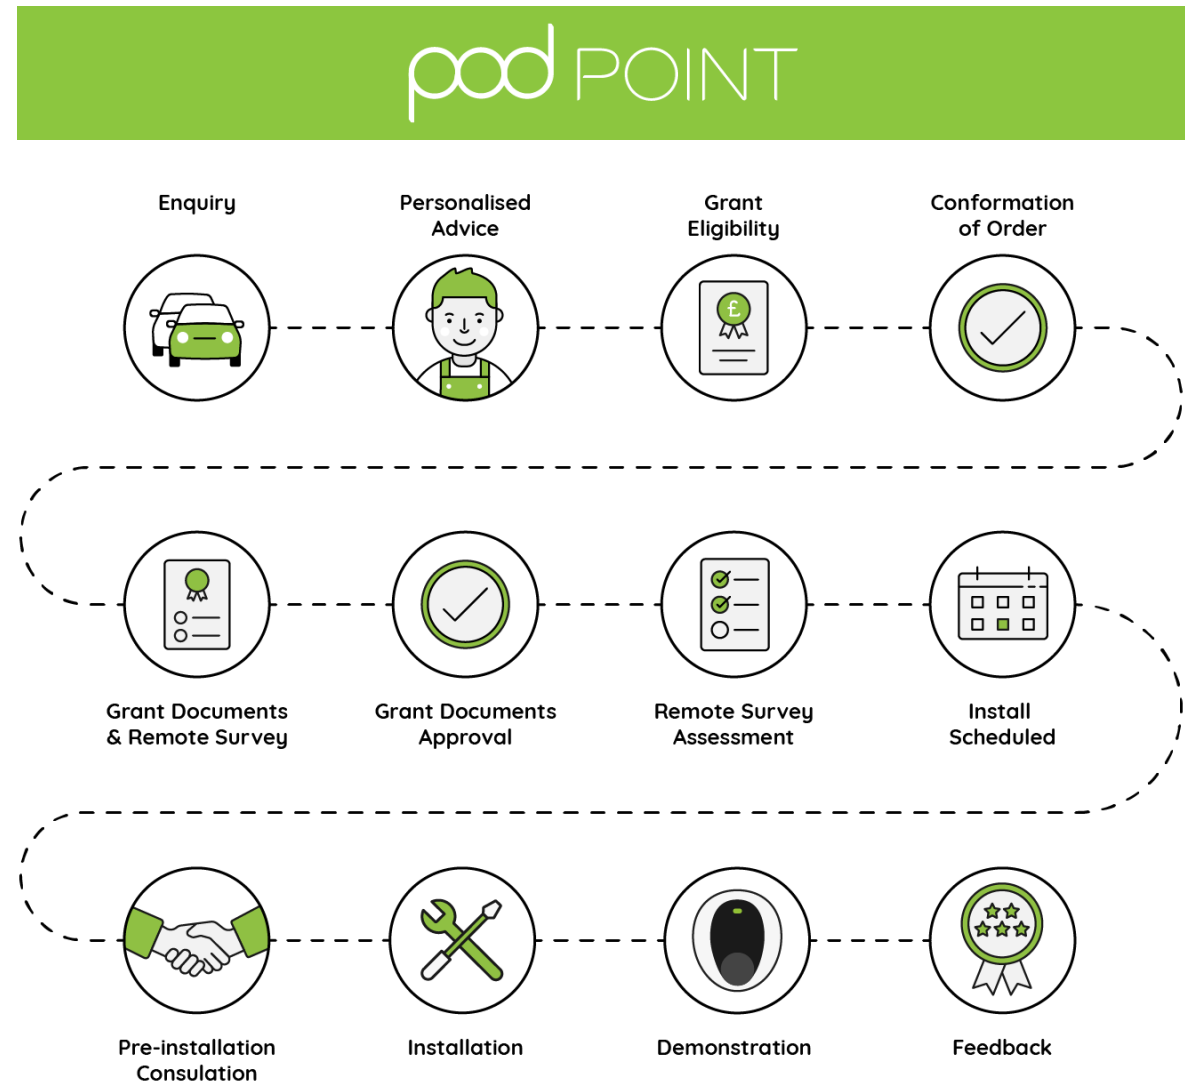 pod POINT
Enquiry
Personalised
Advice
Grant
Eligibility
Conformation
of Order
£
Grant Documents
& Remote Survey
Grant Documents
Approval
Remote Survey
Assessment
Install
Scheduled
Pre-installation
Consulation
Installation
Demonstration
Feedback